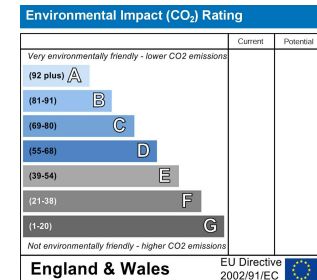 Environmental Impact (CO₂) Rating
Current Potential
Very environmentally friendly - lower CO2 emissions
(92 plus) A
(81-91) B
(69-80) C
(55-68) D
(39-54) E
(21-38) F
(1-20) G
Not environmentally friendly - higher CO2 emissions
England & Wales
EU Directive
2002/91/EC